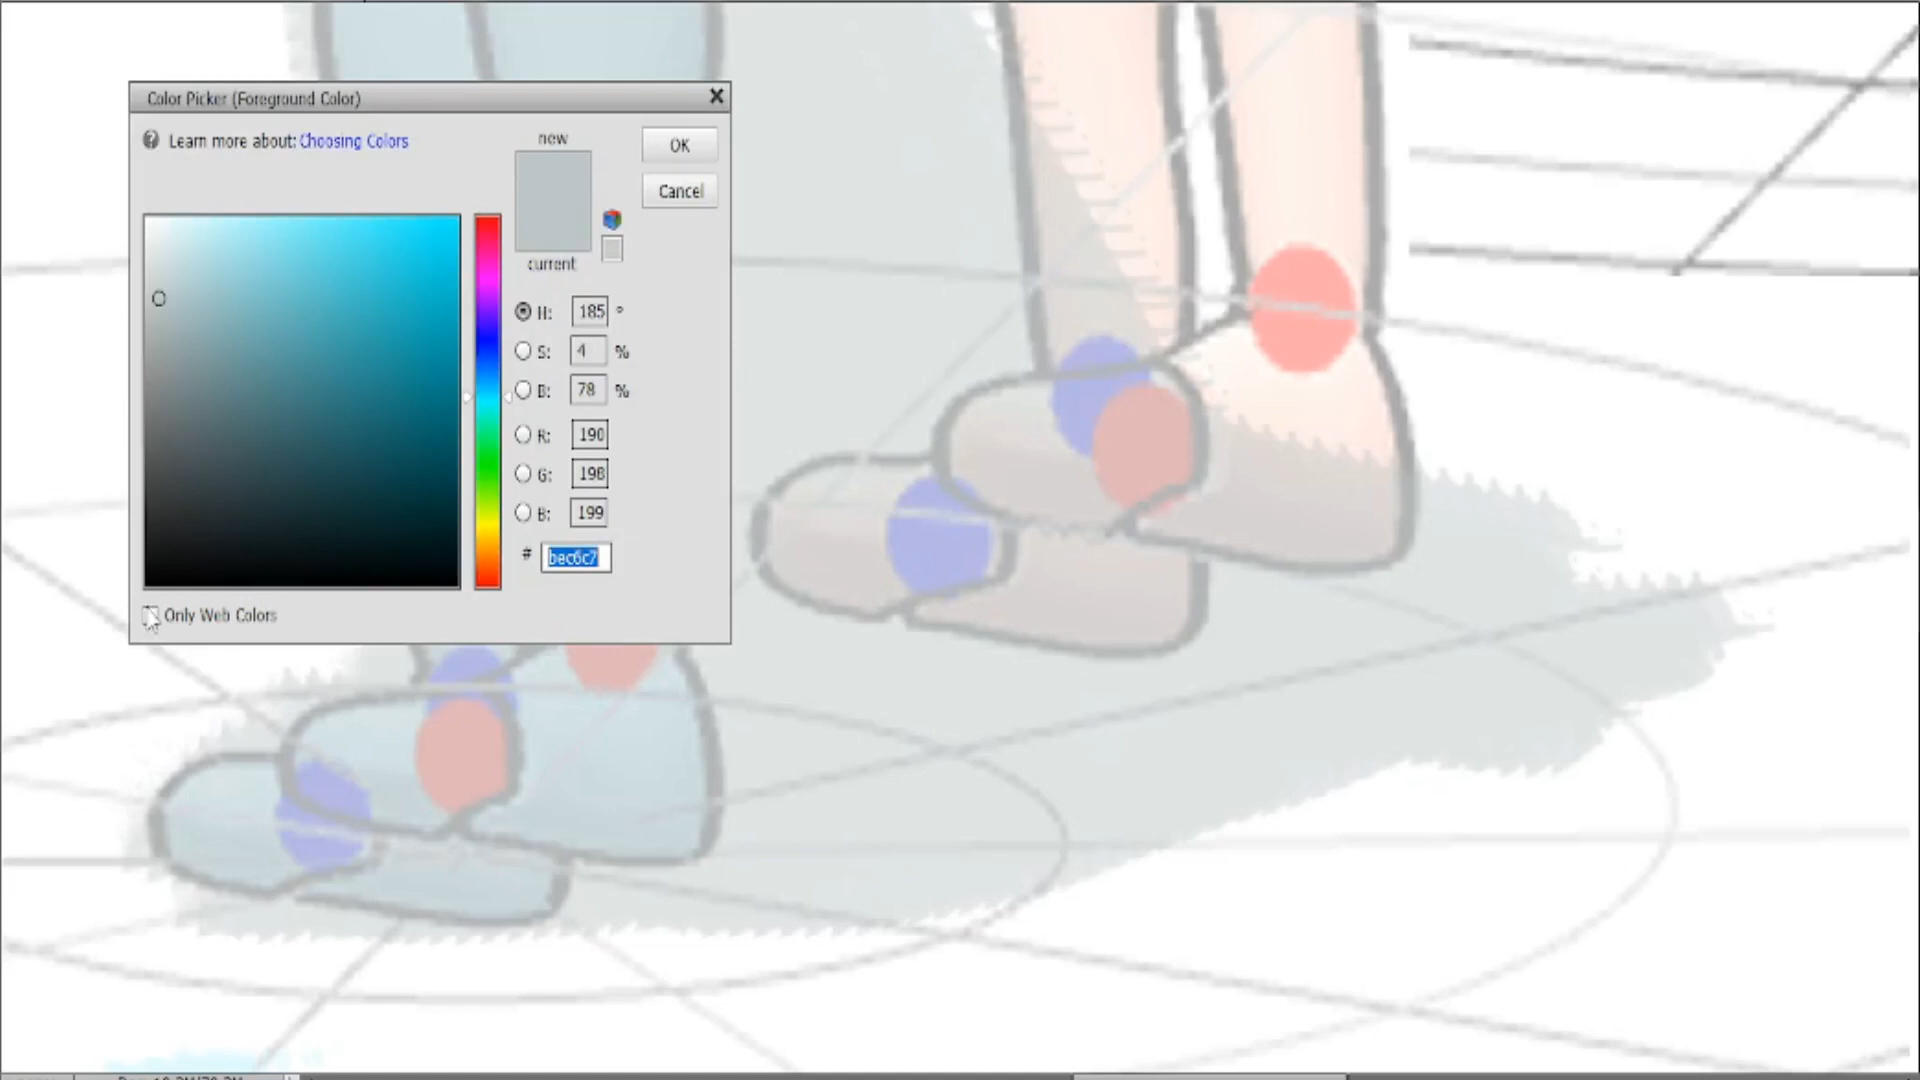 Color Picker (Foreground Color)
Learn more about: Choosing Colors
new
OK
Cancel
current
H: 185 °
S: 4 %
B: 78 %
R: 190
G: 198
B: 199
# bec6c7
Only Web Colors